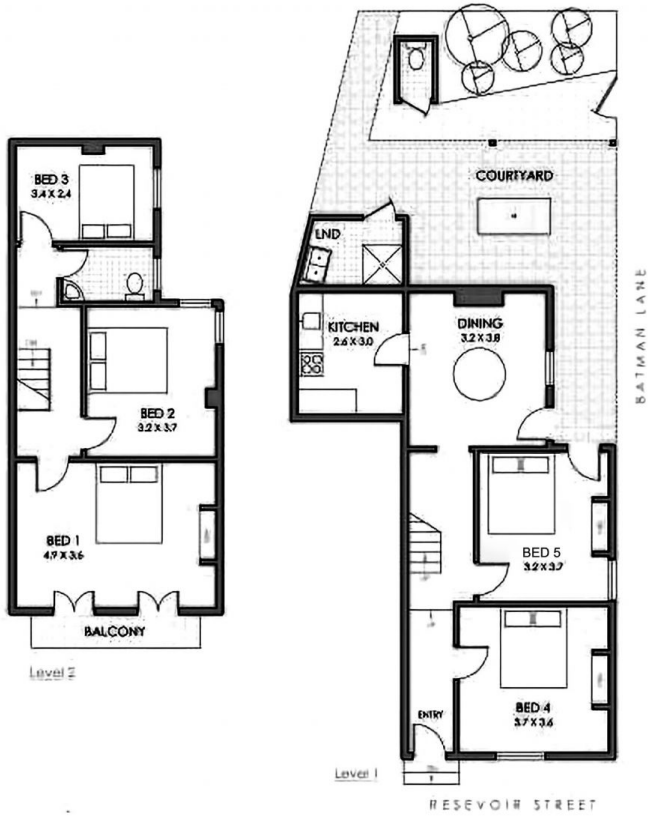 BED 3
3.4 X 2.4
BED 2
3.2 X 3.7
BED 1
4.9 X 3.6
BALCONY
Level 2
COURTYARD
LND
KITCHEN
2.6 X 3.0
DINING
3.2 X 3.8
BED 5
3.2 X 3.7
BED 4
3.7 X 3.6
ENTRY
Level 1
RESEVOIR STREET
BATMAN LANE